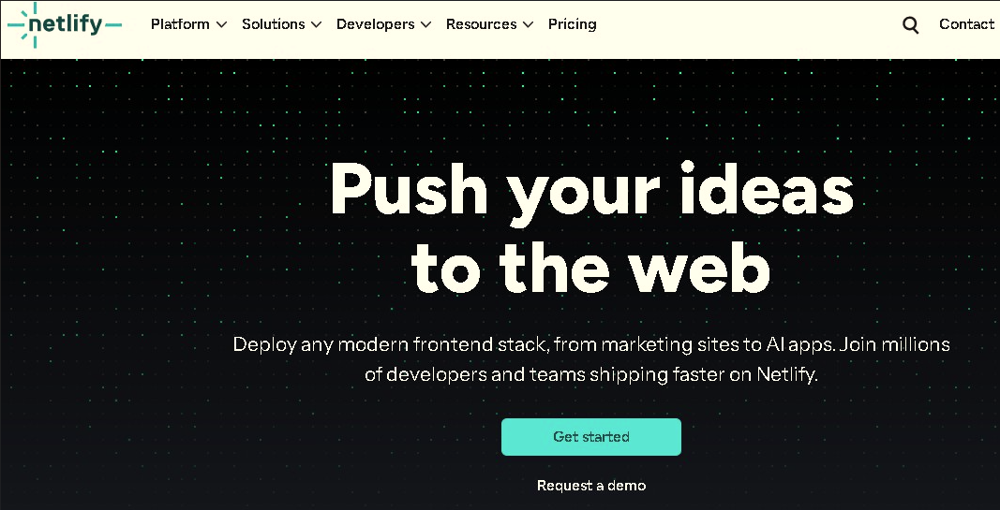 netlify
Platform Solutions Developers Resources Pricing Contact
Push your ideas
to the web
Deploy any modern frontend stack, from marketing sites to AI apps. Join millions
of developers and teams shipping faster on Netlify.
Get started
Request a demo